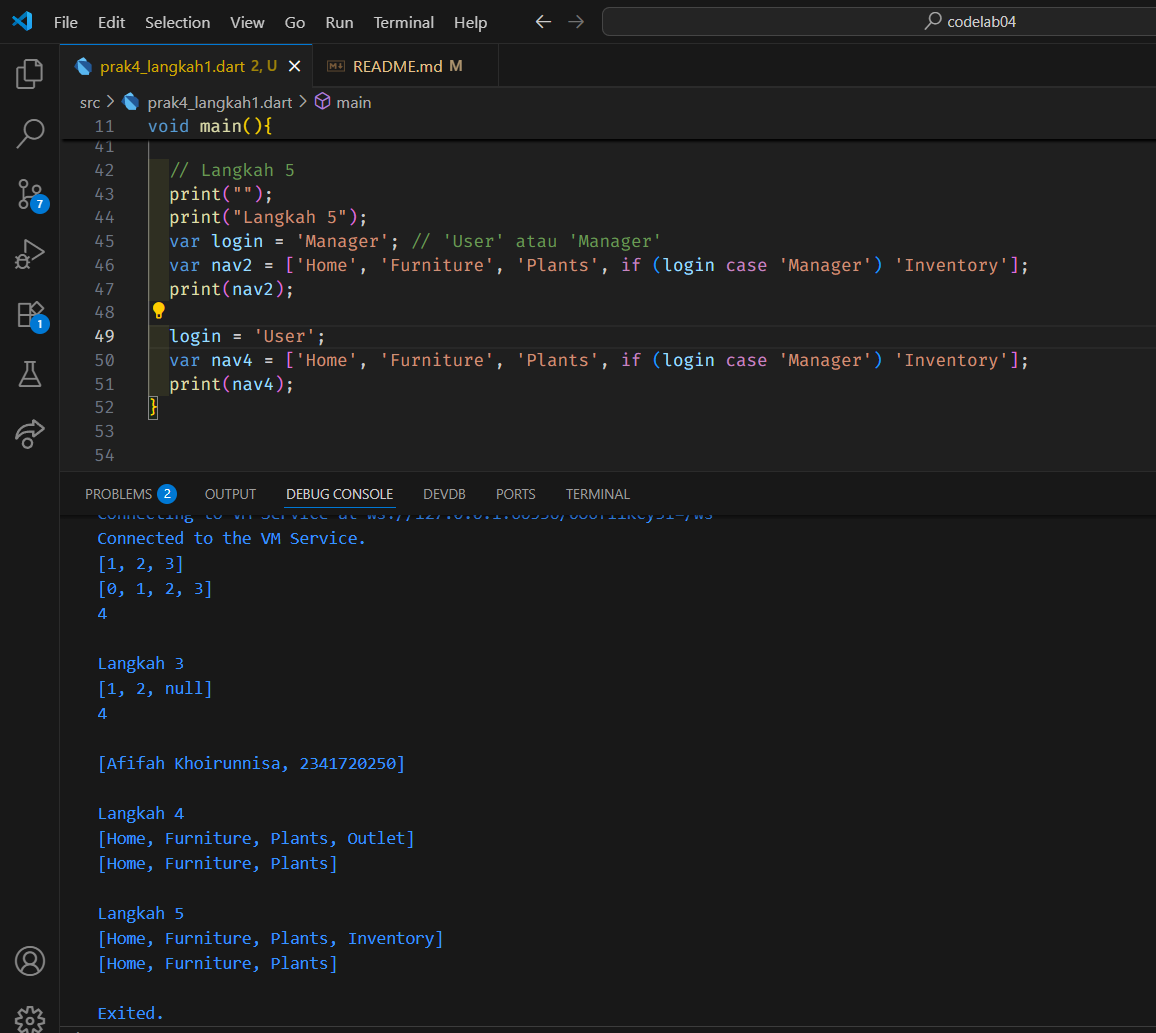 File Edit Selection View Go Run Terminal Help codelab04
prak4_langkah1.dart 2, U README.md M
src > prak4_langkah1.dart > main
11 void main(){
41
42 // Langkah 5
43 print("");
44 print("Langkah 5");
45 var login = 'Manager'; // 'User' atau 'Manager'
46 var nav2 = ['Home', 'Furniture', 'Plants', if (login case 'Manager') 'Inventory'];
47 print(nav2);
48
49 login = 'User';
50 var nav4 = ['Home', 'Furniture', 'Plants', if (login case 'Manager') 'Inventory'];
51 print(nav4);
52 }
53
54
7
1
PROBLEMS 2 OUTPUT DEBUG CONSOLE DEVDB PORTS TERMINAL
Connecting to VM Service at
Connected to the VM Service.
[1, 2, 3]
[0, 1, 2, 3]
4
Langkah 3
[1, 2, null]
4
[Afifah Khoirunnisa, 2341720250]
Langkah 4
[Home, Furniture, Plants, Outlet]
[Home, Furniture, Plants]
Langkah 5
[Home, Furniture, Plants, Inventory]
[Home, Furniture, Plants]
Exited.